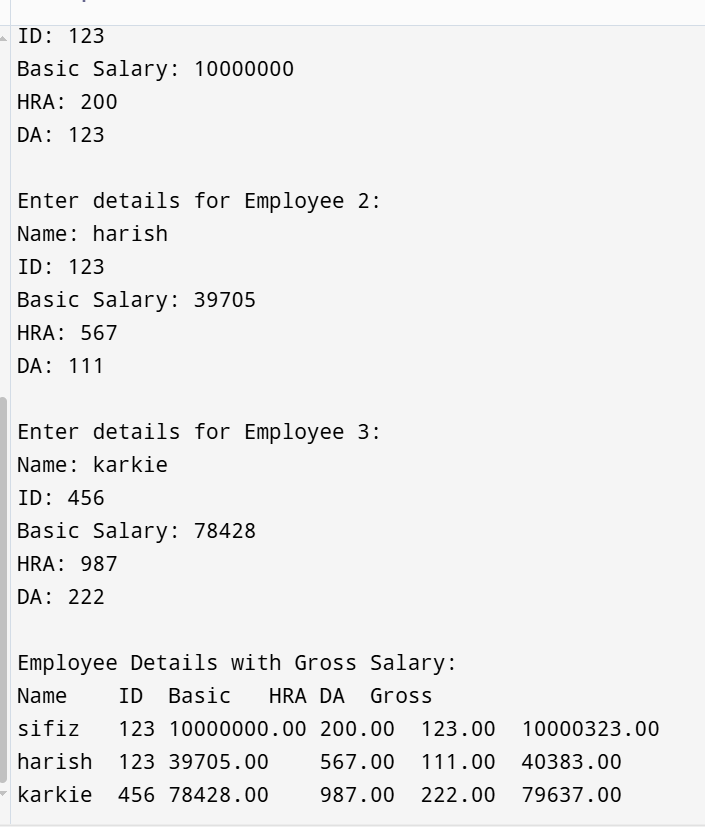 ID: 123
Basic Salary: 10000000
HRA: 200
DA: 123
Enter details for Employee 2:
Name: harish
ID: 123
Basic Salary: 39705
HRA: 567
DA: 111
Enter details for Employee 3:
Name: karkie
ID: 456
Basic Salary: 78428
HRA: 987
DA: 222
Employee Details with Gross Salary:
Name ID Basic HRA DA Gross
sifiz 123 10000000.00 200.00 123.00 10000323.00
harish 123 39705.00 567.00 111.00 40383.00
karkie 456 78428.00 987.00 222.00 79637.00